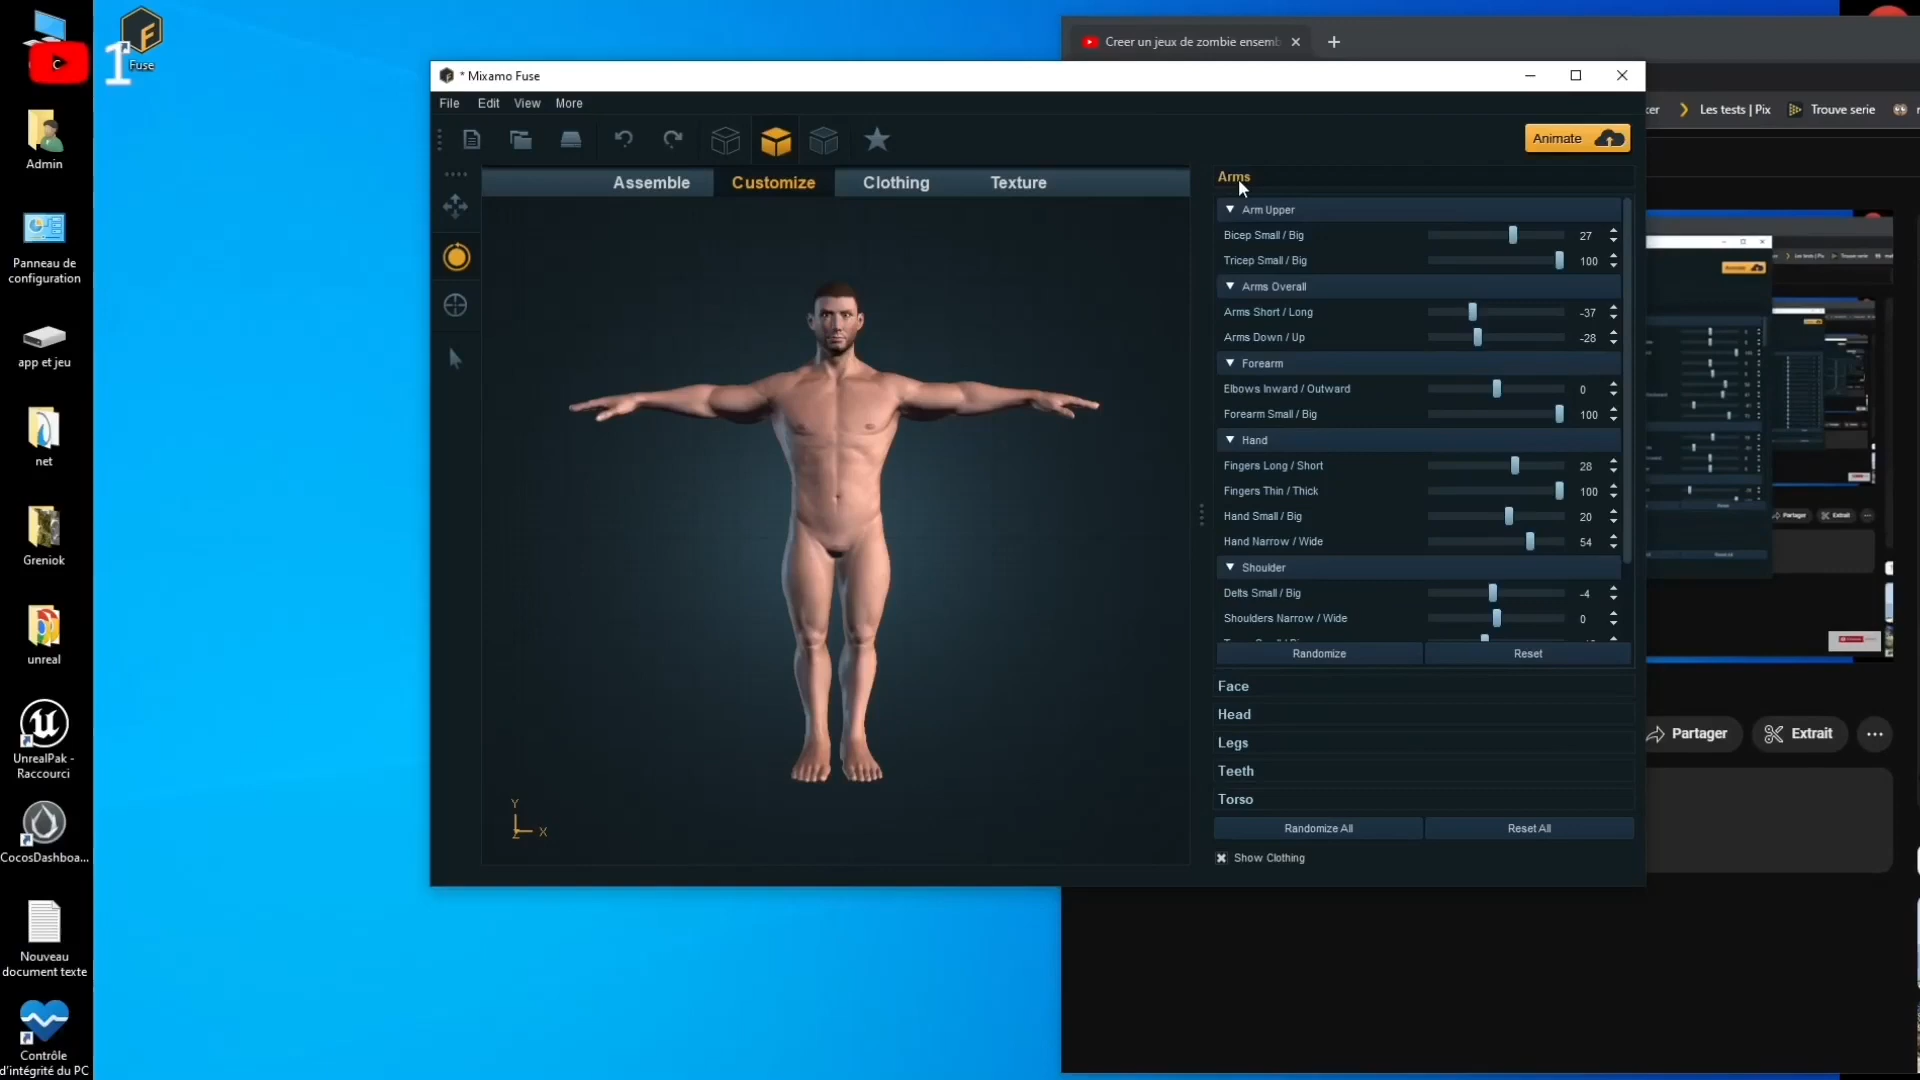 C
1
Fuse
Admin
Panneau de
configuration
app et jeu
net
Greniok
unreal
UnrealPak -
Raccourci
CocosDashboa...
Nouveau
document texte
Contrôle
d'intégrité du PC
Creer un jeux de zombie ensemb
* Mixamo Fuse
File Edit View More
Les tests | Pix
Trouve serie
Animate
Assemble Customize Clothing Texture
Arms
Arm Upper
Bicep Small / Big 27
Tricep Small / Big 100
Arms Overall
Arms Short / Long -37
Arms Down / Up -28
Forearm
Elbows Inward / Outward 0
Forearm Small / Big 100
Hand
Fingers Long / Short 28
Fingers Thin / Thick 100
Hand Small / Big 20
Hand Narrow / Wide 54
Shoulder
Delts Small / Big -4
Shoulders Narrow / Wide 0
Randomize Reset
Face
Head
Legs
Teeth
Torso
Randomize All Reset All
Show Clothing
Y
Z X
Partager Extrait
Partager Extrait